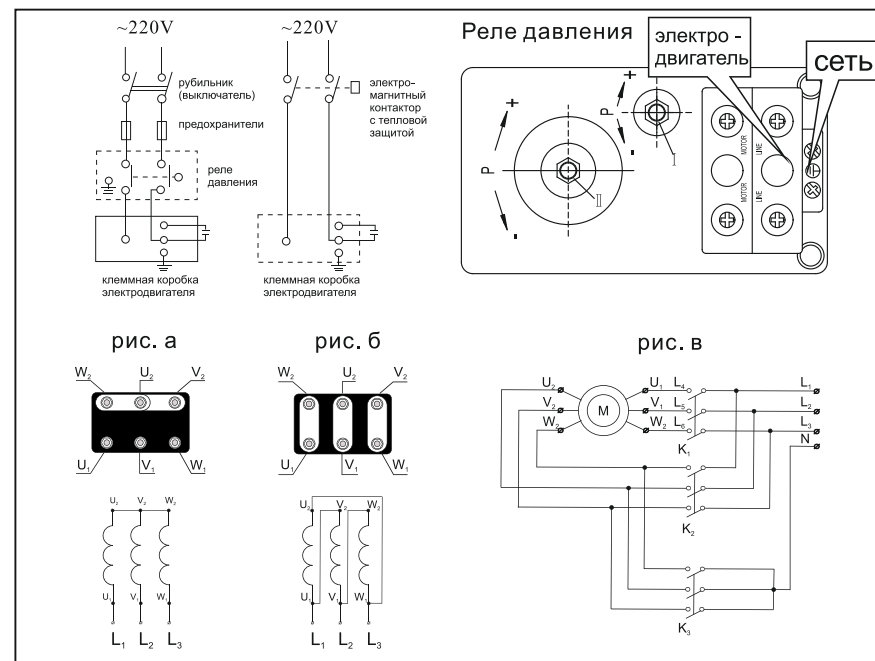 ~220V
~220V
рубильник
(выключатель)
предохранители
реле
давления
клеммная коробка
электродвигателя
электро-
магнитный
контактор
с тепловой
защитой
клеммная коробка
электродвигателя
Реле давления
электро -
двигатель
сеть
+
P
-
+
P
-
I
II
MOTOR
MOTOR
LINE
LINE
рис. а
W₂ U₂ V₂
U₁ V₁ W₁
U₂ V₂ W₂
U₁ V₁ W₁
L₁ L₂ L₃
рис. б
W₂ U₂ V₂
U₁ V₁ W₁
U₂ V₂ W₂
U₁ V₁ W₁
L₁ L₂ L₃
рис. в
U₂ U₁ L₄ L₁
V₂ M V₁ L₅ L₂
W₂ W₂ L₆ L₃
N
K₁
K₂
K₃